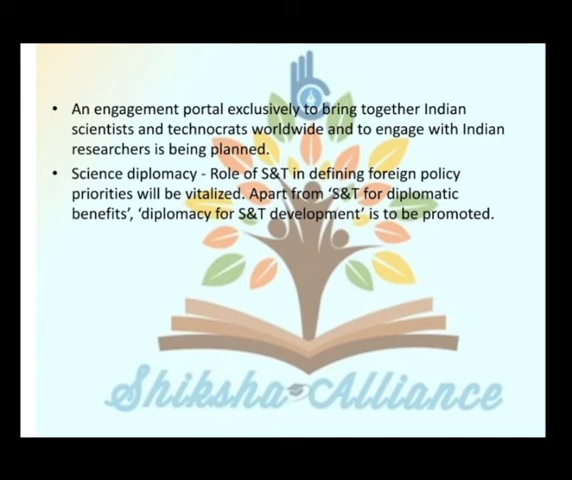 • An engagement portal exclusively to bring together Indian
scientists and technocrats worldwide and to engage with Indian
researchers is being planned.
• Science diplomacy - Role of S&T in defining foreign policy
priorities will be vitalized. Apart from ‘S&T for diplomatic
benefits’, ‘diplomacy for S&T development’ is to be promoted.
Shiksha Alliance